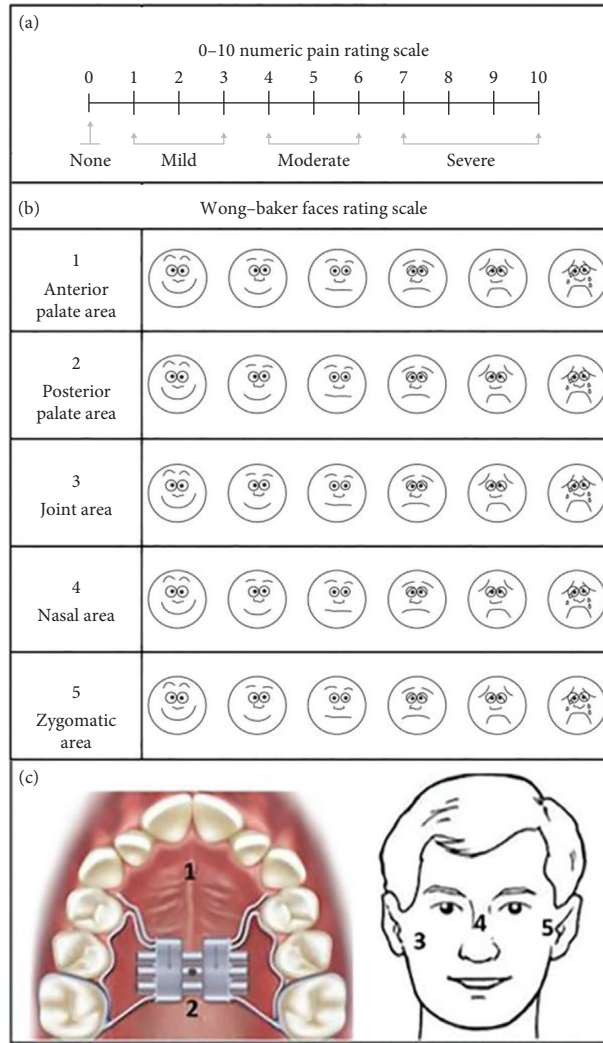 (a)
0–10 numeric pain rating scale
0 1 2 3 4 5 6 7 8 9 10
None Mild Moderate Severe
(b)
Wong–baker faces rating scale
1
Anterior
palate area
2
Posterior
palate area
3
Joint area
4
Nasal area
5
Zygomatic
area
(c)
1
2
3
4
5